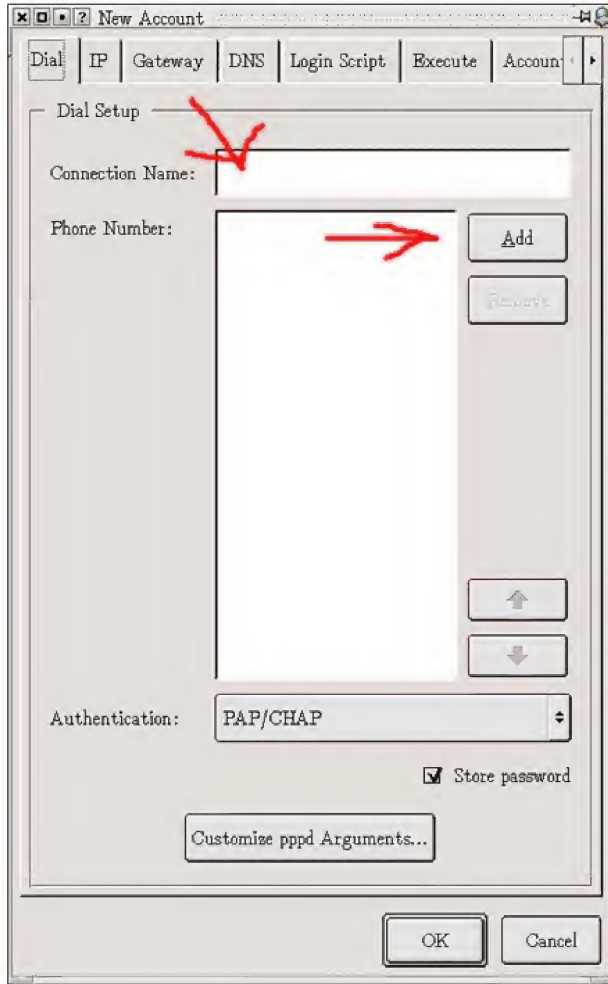 New Account
Dial IP Gateway DNS Login Script Execute Accoun
Dial Setup
Connection Name:
Phone Number:
Add
Remove
Authentication: PAP/CHAP
Store password
Customize pppd Arguments...
OK Cancel